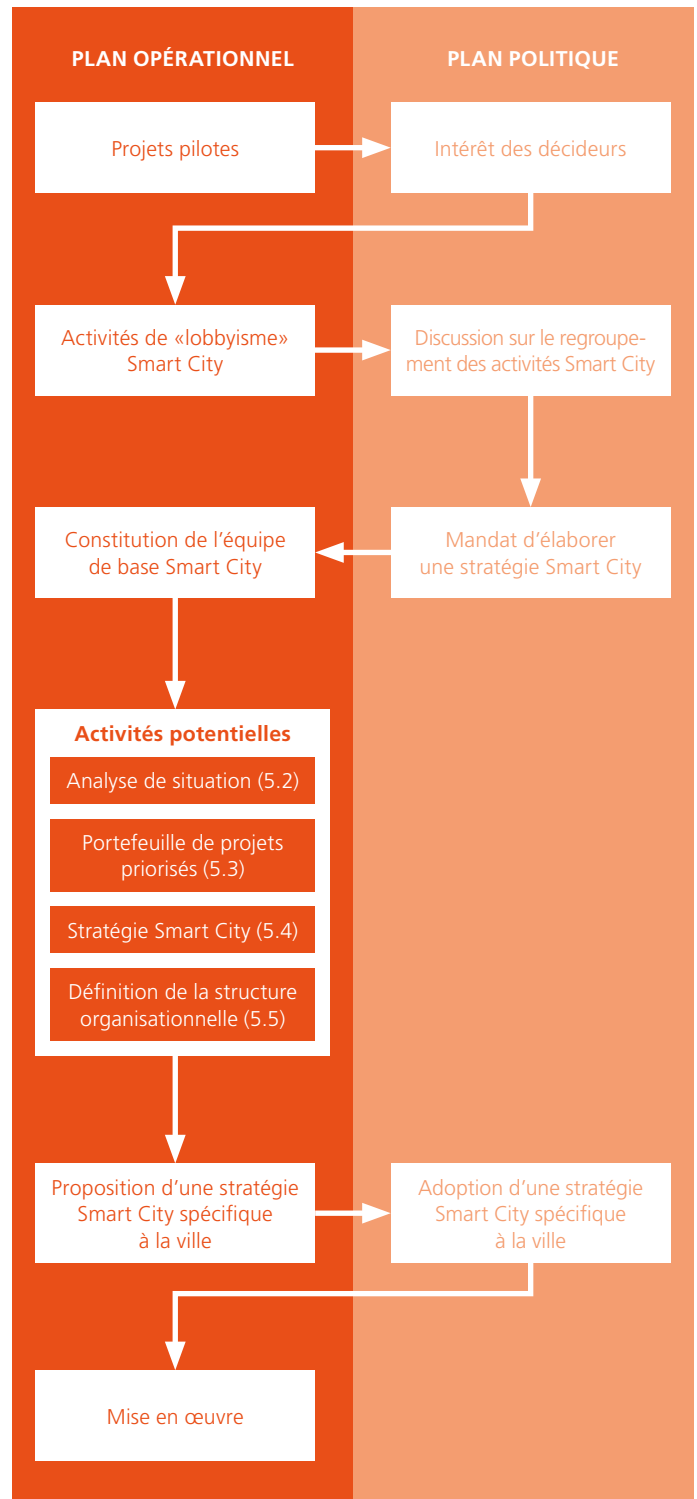 PLAN OPÉRATIONNEL
PLAN POLITIQUE
Projets pilotes
Intérêt des décideurs
Activités de «lobbyisme»
Smart City
Discussion sur le regroupe-
ment des activités Smart City
Constitution de l'équipe
de base Smart City
Mandat d'élaborer
une stratégie Smart City
Activités potentielles
Analyse de situation (5.2)
Portefeuille de projets
priorisés (5.3)
Stratégie Smart City (5.4)
Définition de la structure
organisationnelle (5.5)
Proposition d'une stratégie
Smart City spécifique
à la ville
Adoption d'une stratégie
Smart City spécifique
à la ville
Mise en œuvre